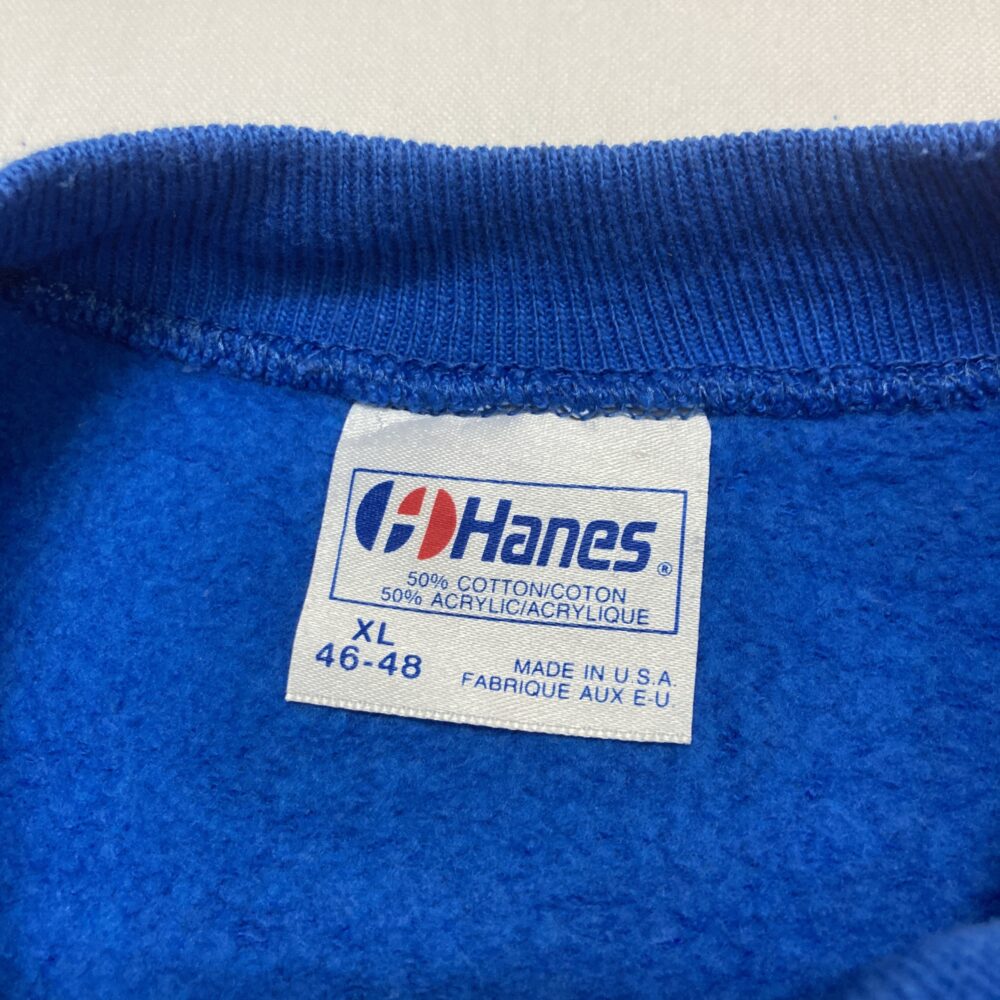 Hanes®
50% COTTON/COTON
50% ACRYLIC/ACRYLIQUE
XL
46-48
MADE IN U.S.A.
FABRIQUE AUX E-U.